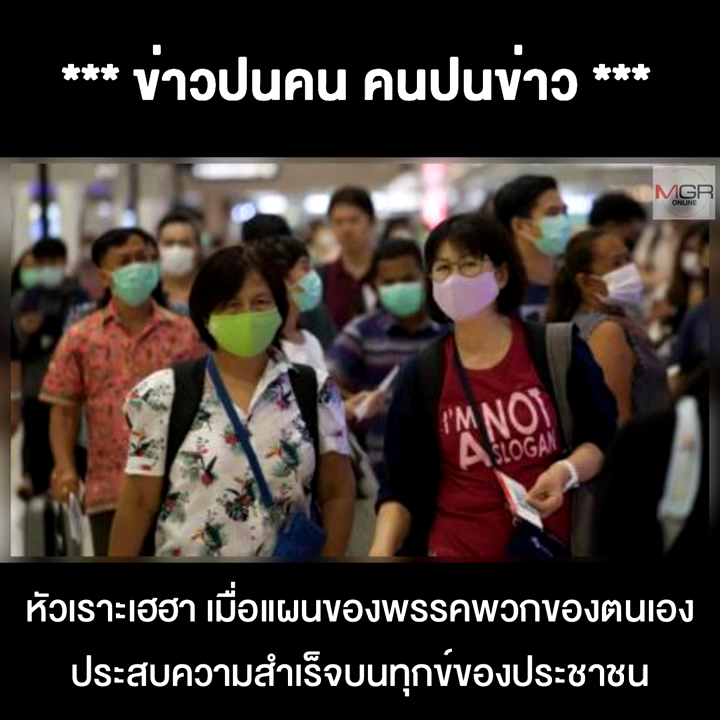 *** ข่าวปนคน คนปนข่าว ***
MGR
ONLINE
I'M NOT
A SLOGAN
หัวเราะเฮฮา เมื่อแผนของพรรคพวกของตนเอง
ประสบความสำเร็จบนทุกข์ของประชาชน